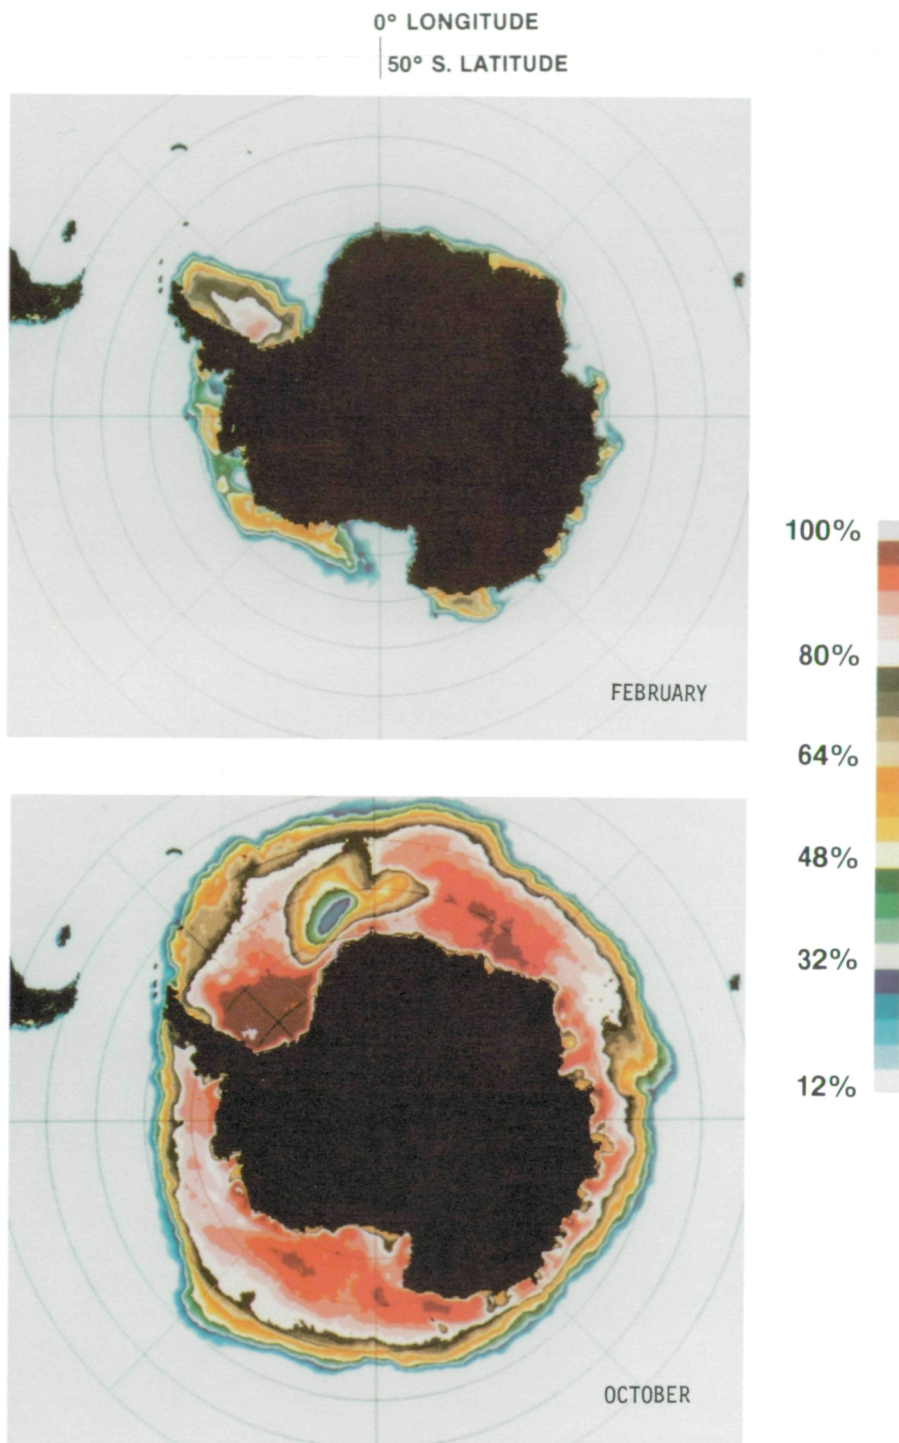 0° LONGITUDE
50° S. LATITUDE
FEBRUARY
100%
80%
64%
48%
32%
12%
OCTOBER